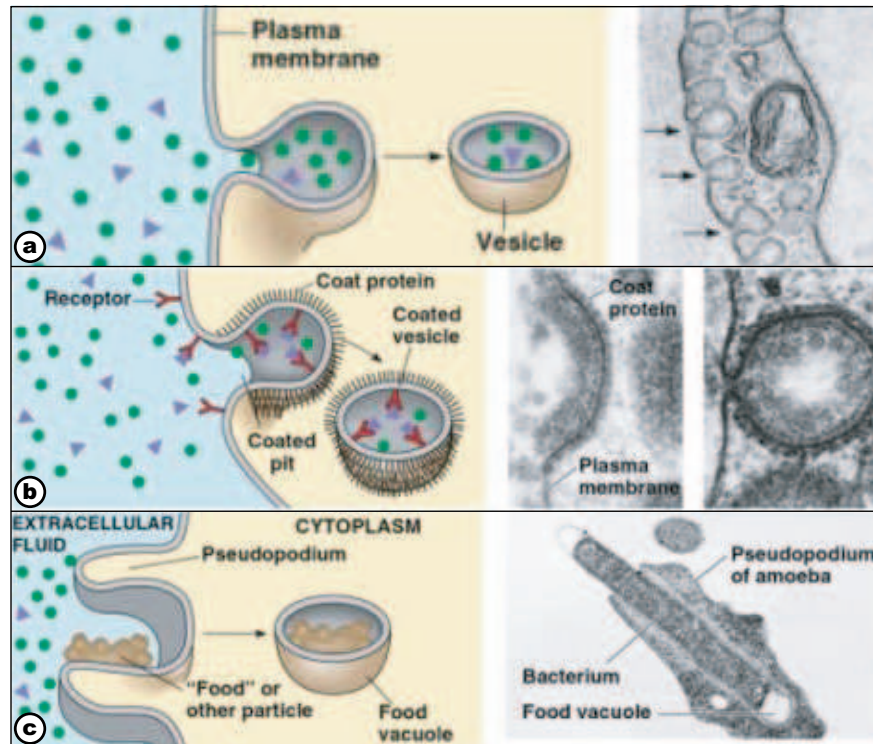 Plasma
membrane
Vesicle
a
Receptor
Coat protein
Coated
vesicle
Coated
pit
Coat
protein
Plasma
membrane
b
EXTRACELLULAR
FLUID
CYTOPLASM
Pseudopodium
"Food" or
other particle
Food
vacuole
Pseudopodium
of amoeba
Bacterium
Food vacuole
c